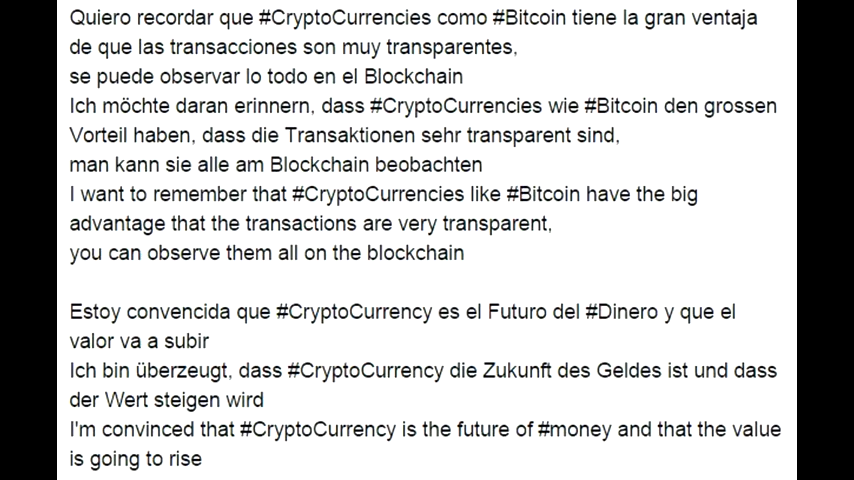 Quiero recordar que #CryptoCurrencies como #Bitcoin tiene la gran ventaja
de que las transacciones son muy transparentes,
se puede observar lo todo en el Blockchain
Ich möchte daran erinnern, dass #CryptoCurrencies wie #Bitcoin den grossen
Vorteil haben, dass die Transaktionen sehr transparent sind,
man kann sie alle am Blockchain beobachten
I want to remember that #CryptoCurrencies like #Bitcoin have the big
advantage that the transactions are very transparent,
you can observe them all on the blockchain
Estoy convencida que #CryptoCurrency es el Futuro del #Dinero y que el
valor va a subir
Ich bin überzeugt, dass #CryptoCurrency die Zukunft des Geldes ist und dass
der Wert steigen wird
I'm convinced that #CryptoCurrency is the future of #money and that the value
is going to rise